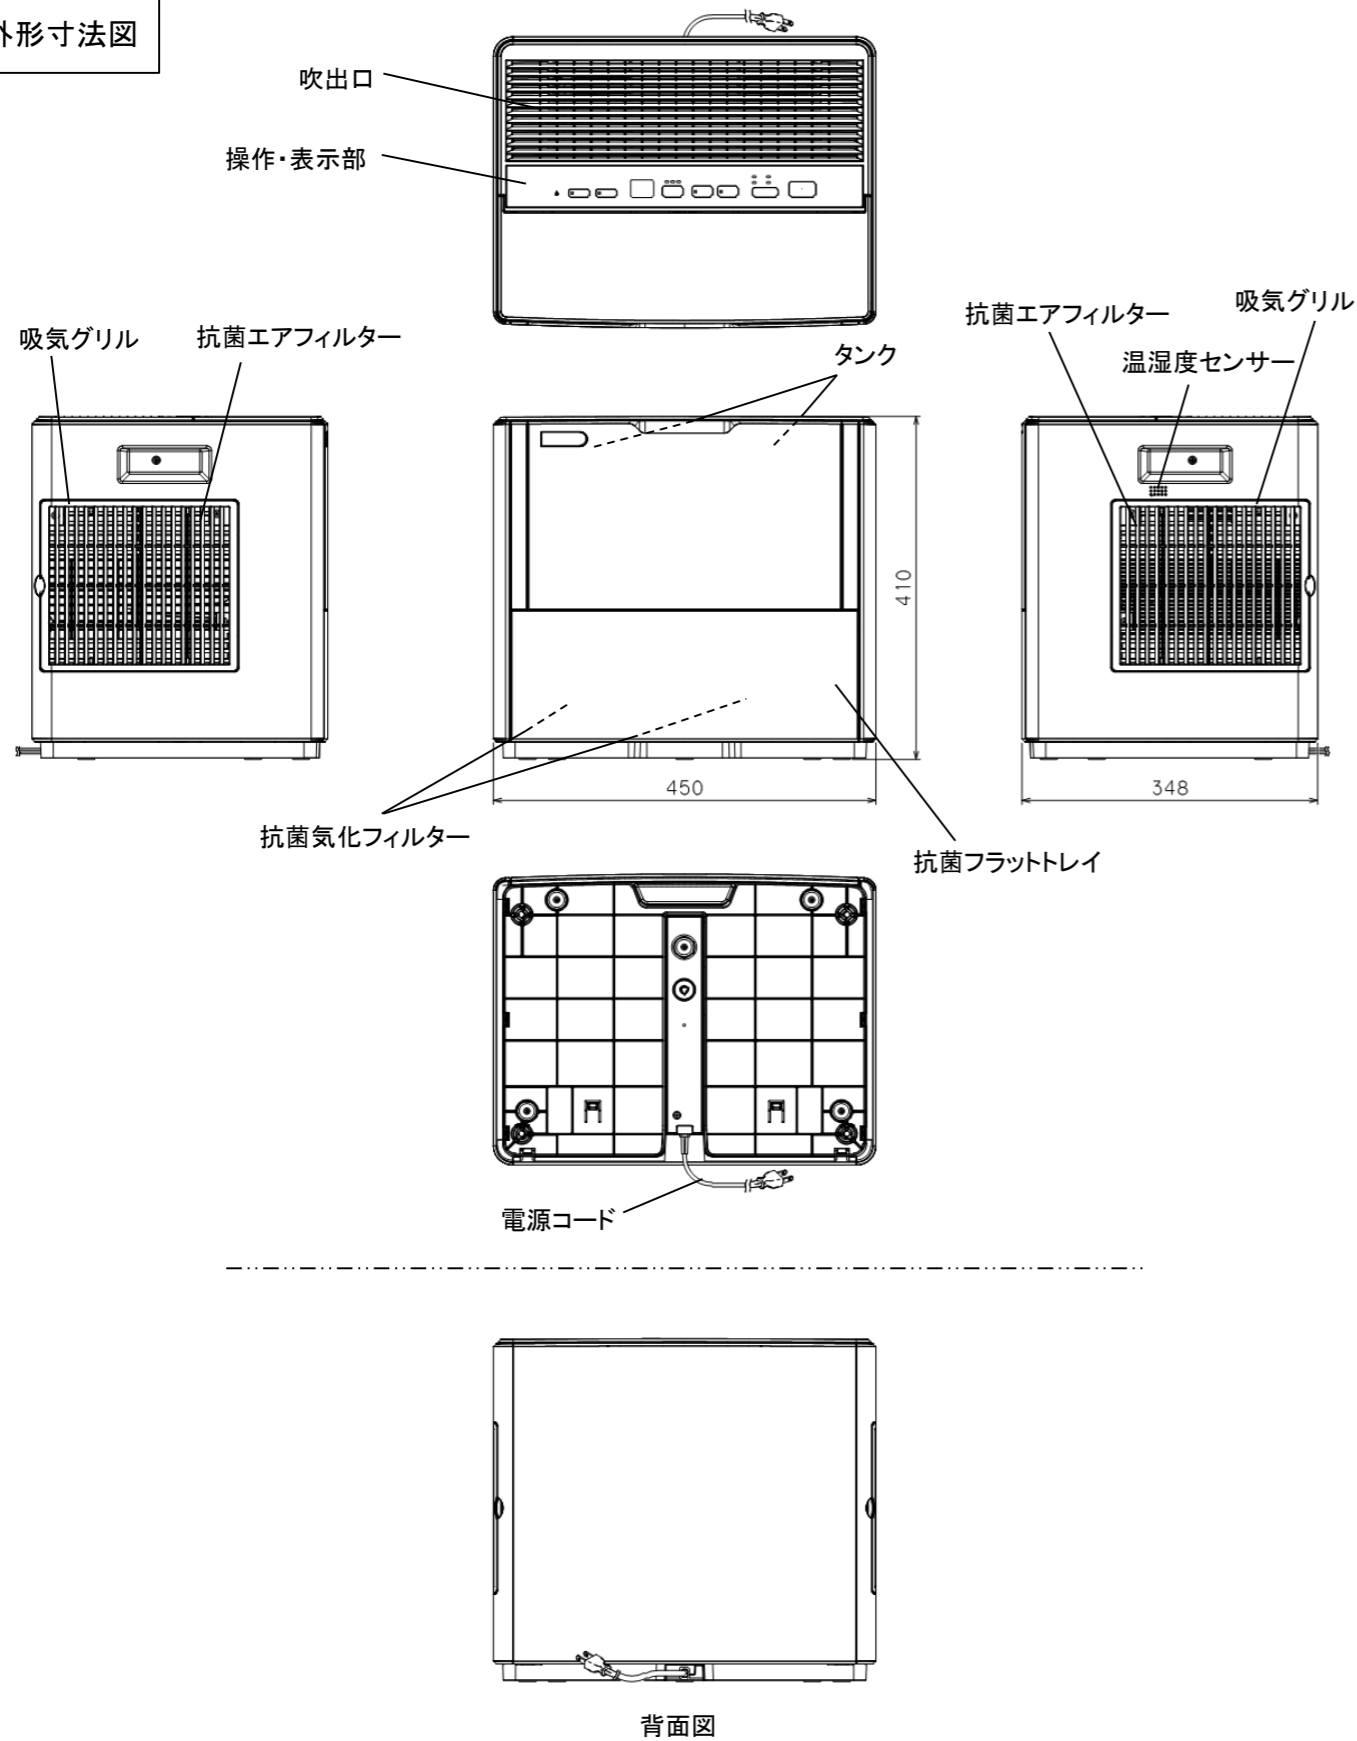 外形寸法図
吹出口
操作・表示部
吸気グリル
抗菌エアフィルター
タンク
抗菌エアフィルター
吸気グリル
温湿度センサー
410
450
348
抗菌気化フィルター
抗菌フラットトレイ
電源コード
背面図